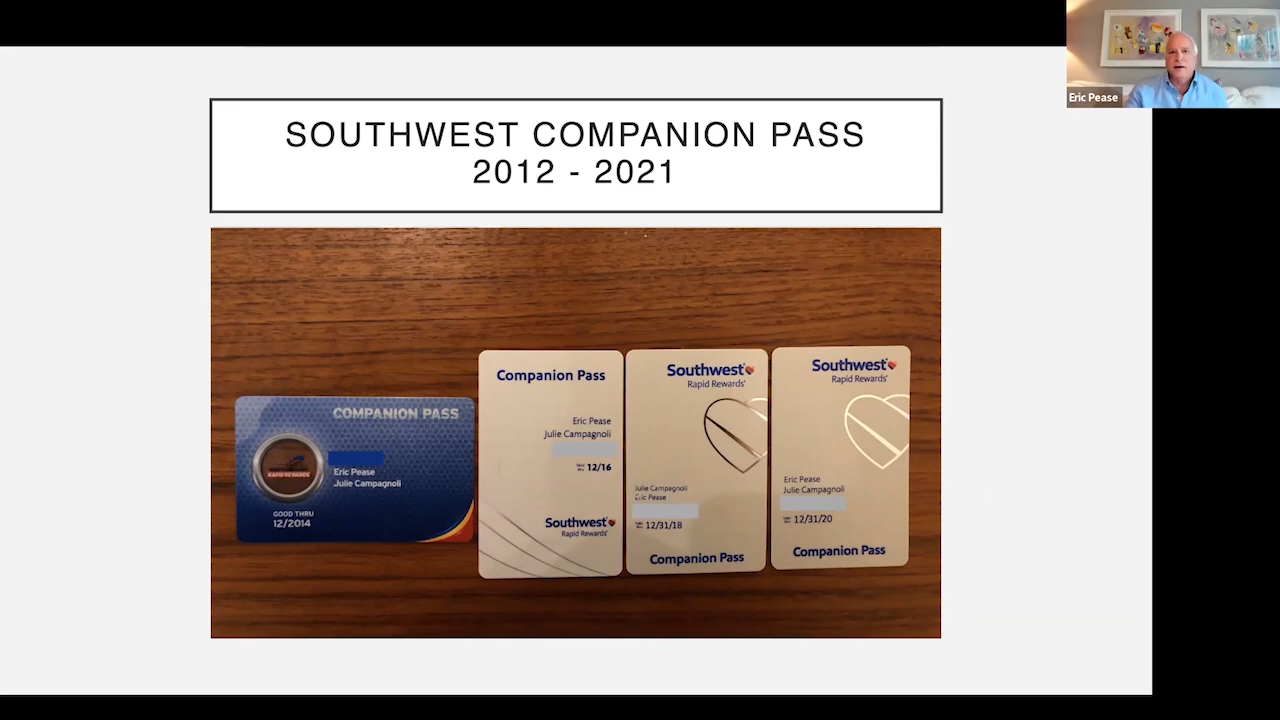 SOUTHWEST COMPANION PASS
2012 - 2021
Eric Pease
COMPANION PASS
RAPID REWARDS
Eric Pease
Julie Campagnoli
GOOD THRU
12/2014
Companion Pass
Eric Pease
Julie Campagnoli
12/16
Southwest
Rapid Rewards®
Southwest
Rapid Rewards®
Julie Campagnoli
Eric Pease
12/31/18
Companion Pass
Southwest
Rapid Rewards®
Eric Pease
Julie Campagnoli
12/31/20
Companion Pass